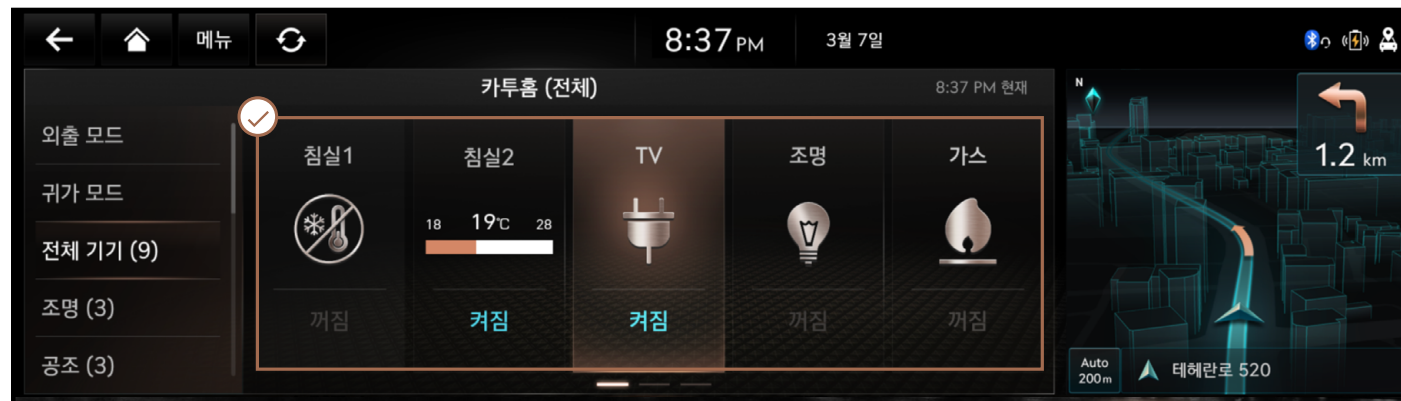 메뉴
8:37 PM
3월 7일
카투홈 (전체)
8:37 PM 현재
외출 모드
귀가 모드
전체 기기 (9)
조명 (3)
공조 (3)
침실1
꺼짐
침실2
18 19℃ 28
켜짐
TV
켜짐
조명
꺼짐
가스
꺼짐
N
1.2 km
Auto
200m
테헤란로 520